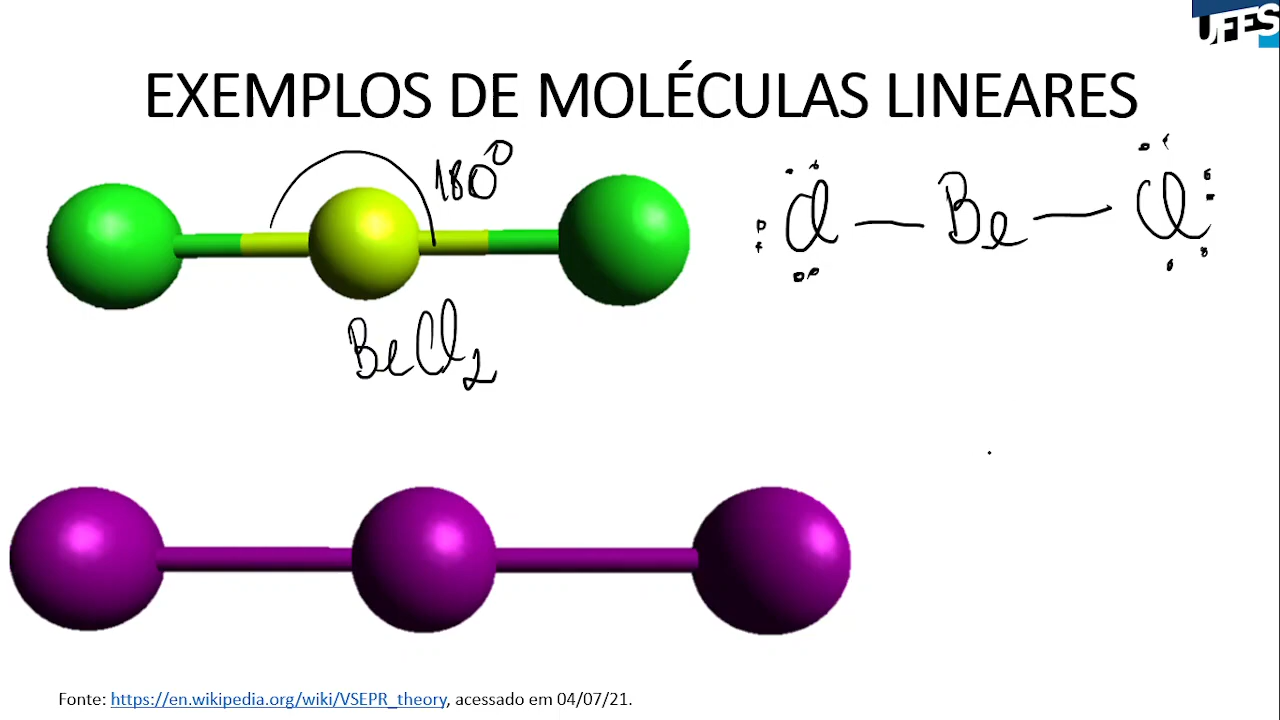 UFES
EXEMPLOS DE MOLÉCULAS LINEARES
180°
Cl — Be — Cl
BeCl₂
Fonte: https://en.wikipedia.org/wiki/VSEPR_theory, acessado em 04/07/21.